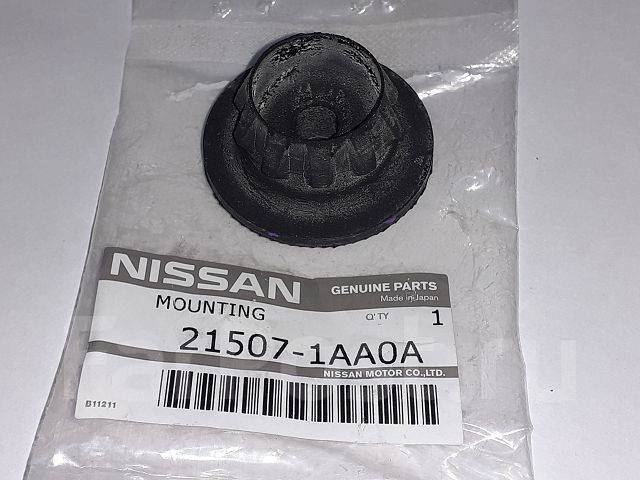 NISSAN
GENUINE PARTS
Made in Japan
MOUNTING
Q'TY 1
21507-1AA0A
NISSAN MOTOR CO.,LTD.
B11211